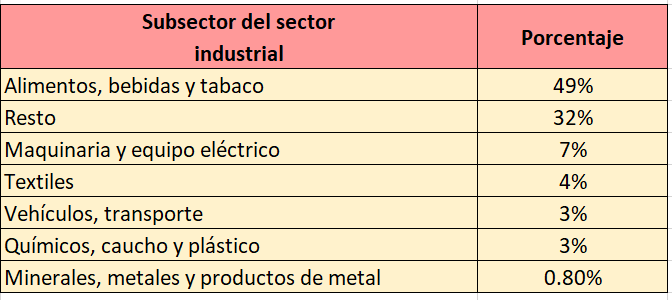 Subsector del sector
industrial
Porcentaje
Alimentos, bebidas y tabaco 49%
Resto 32%
Maquinaria y equipo eléctrico 7%
Textiles 4%
Vehículos, transporte 3%
Químicos, caucho y plástico 3%
Minerales, metales y productos de metal 0.80%